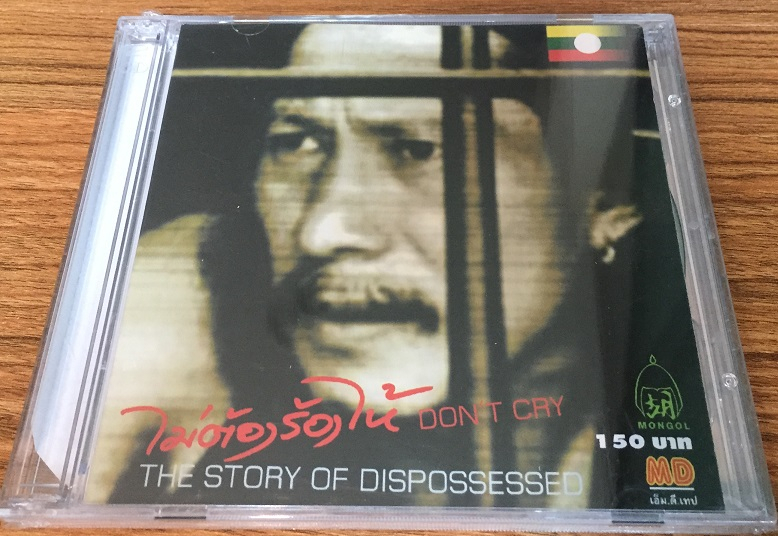 ไม่ต้องร้องไห้ DON'T CRY
THE STORY OF DISPOSSESSED
胡
MONGOL
150 บาท
MD
เอ็ม.ดี.เทป